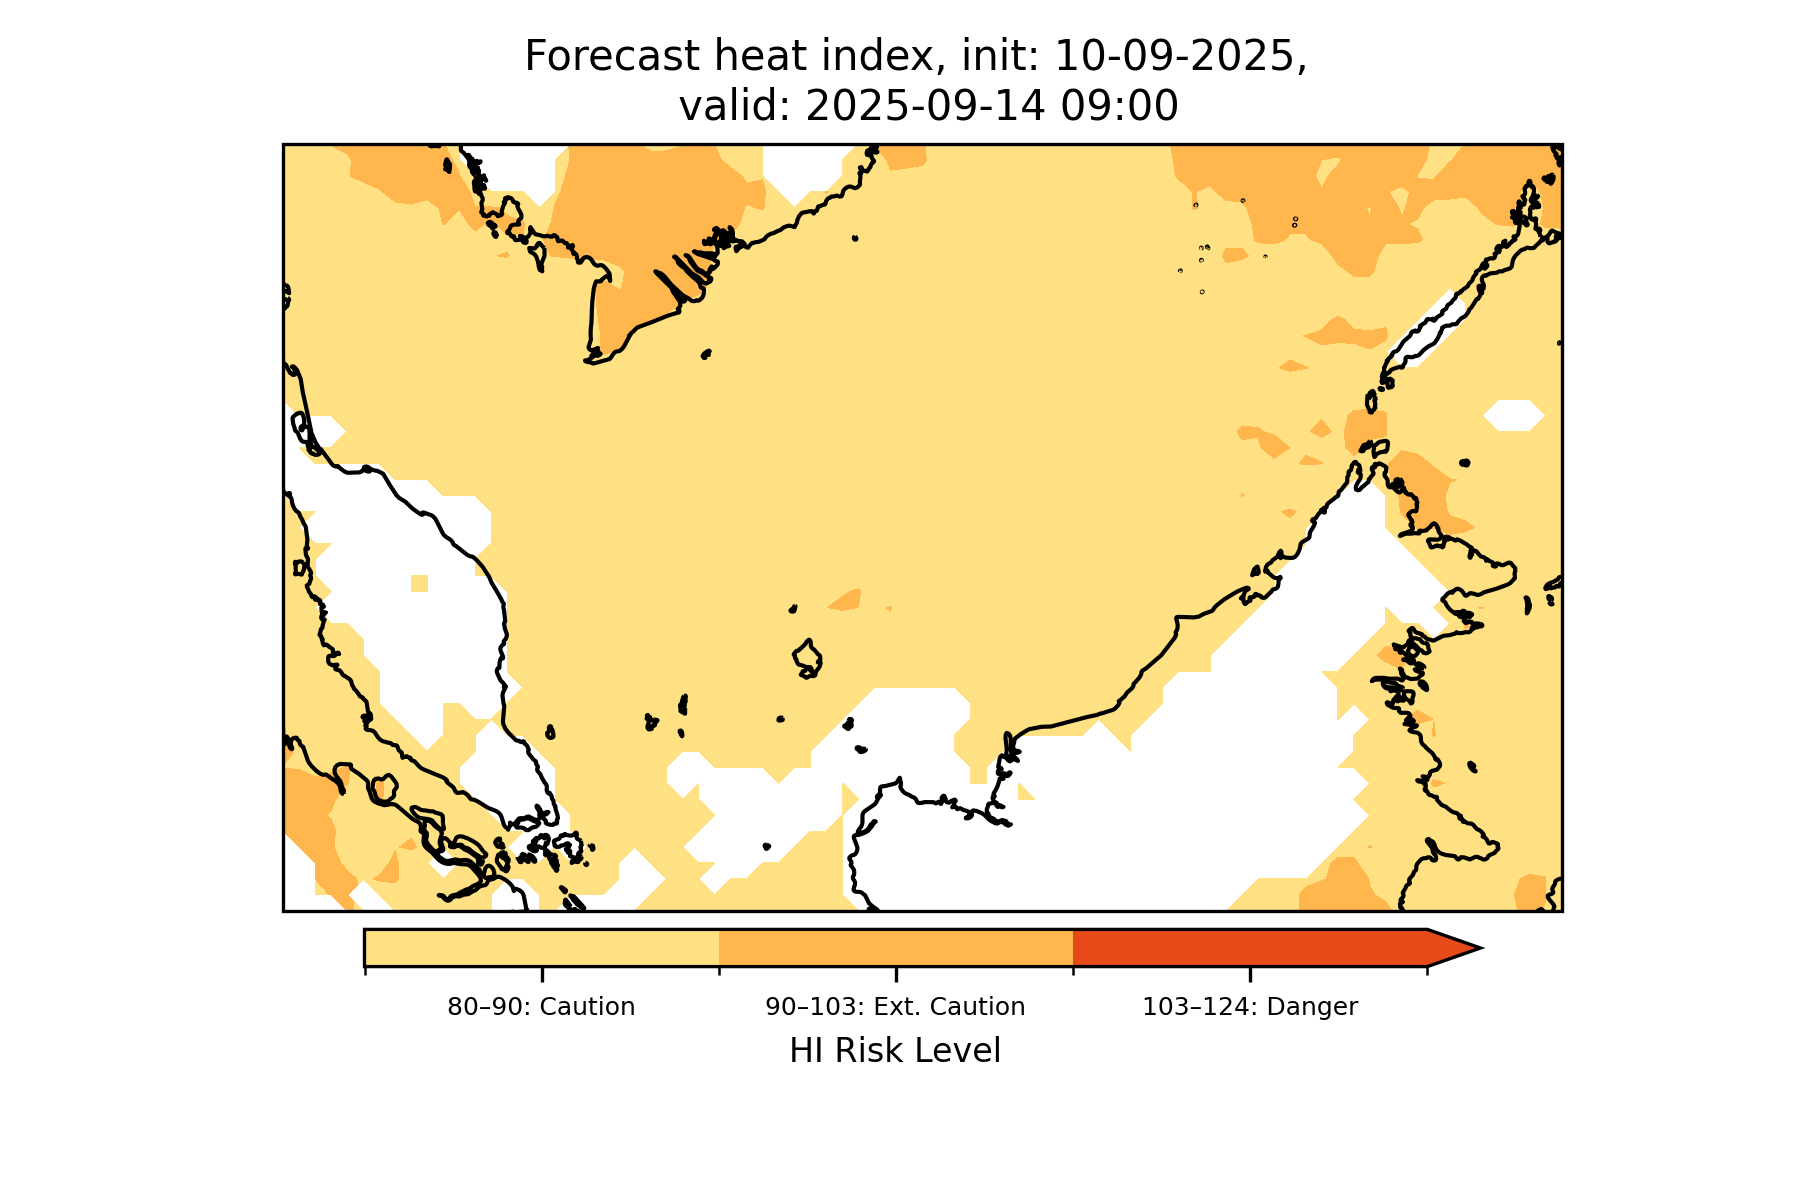 Forecast heat index, init: 10-09-2025,
valid: 2025-09-14 09:00
80–90: Caution
90–103: Ext. Caution
103–124: Danger
HI Risk Level